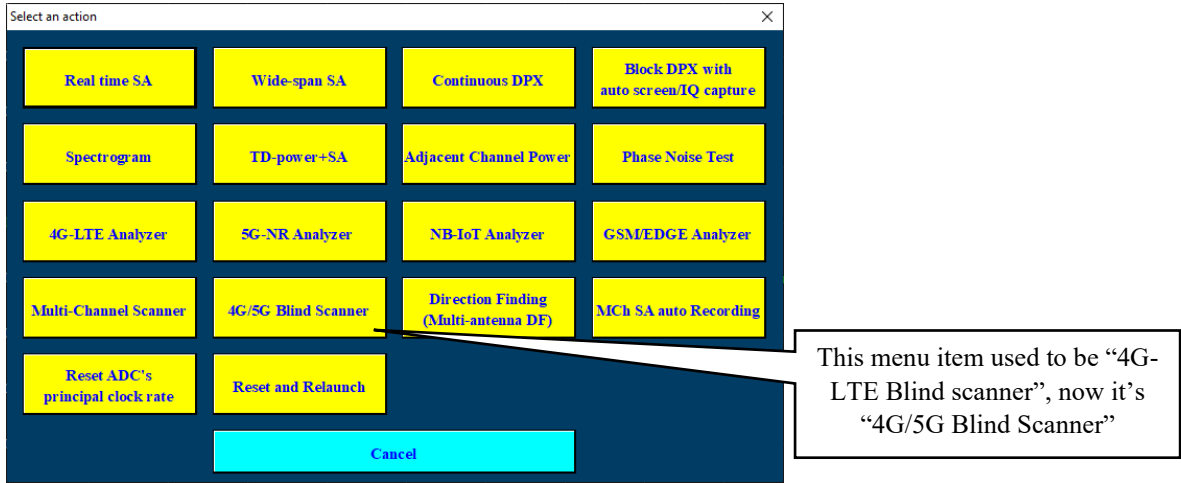 Select an action
Real time SA
Wide-span SA
Continuous DPX
Block DPX with
auto screen/IQ capture
Spectrogram
TD-power+SA
Adjacent Channel Power
Phase Noise Test
4G-LTE Analyzer
5G-NR Analyzer
NB-IoT Analyzer
GSM/EDGE Analyzer
Multi-Channel Scanner
4G/5G Blind Scanner
Direction Finding
(Multi-antenna DF)
MCh SA auto Recording
This menu item used to be “4G-
LTE Blind scanner”, now it’s
“4G/5G Blind Scanner”
Reset ADC's
principal clock rate
Reset and Relaunch
Cancel